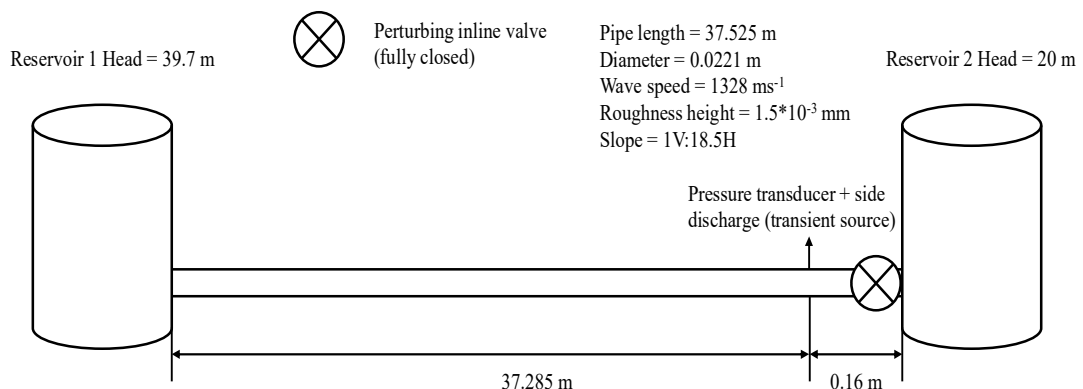 Reservoir 1 Head = 39.7 m
Perturbing inline valve
(fully closed)
Pipe length = 37.525 m
Diameter = 0.0221 m
Wave speed = 1328 ms⁻¹
Roughness height = 1.5*10⁻³ mm
Slope = 1V:18.5H
Reservoir 2 Head = 20 m
Pressure transducer + side
discharge (transient source)
37.285 m
0.16 m